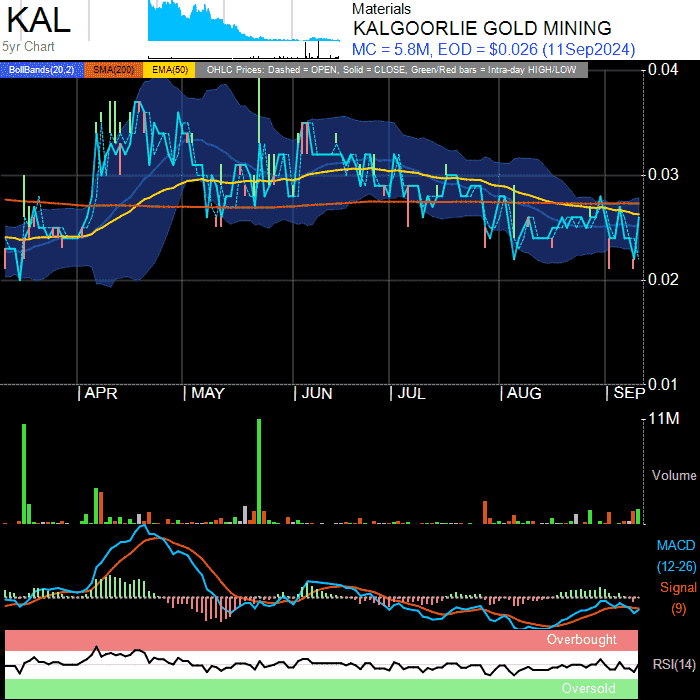 KAL
5yr Chart
Materials
KALGOORLIE GOLD MINING
MC = 5.8M, EOD = $0.026 (11Sep2024)
BollBands(20,2) SMA(200) EMA(50) OHLC Prices: Dashed = OPEN, Solid = CLOSE, Green/Red bars = Intra-day HIGH/LOW
0.04
0.03
0.02
0.01
| APR | MAY | JUN | JUL | AUG | SEP
11M
Volume
MACD
(12-26)
Signal
(9)
Overbought
RSI(14)
Oversold